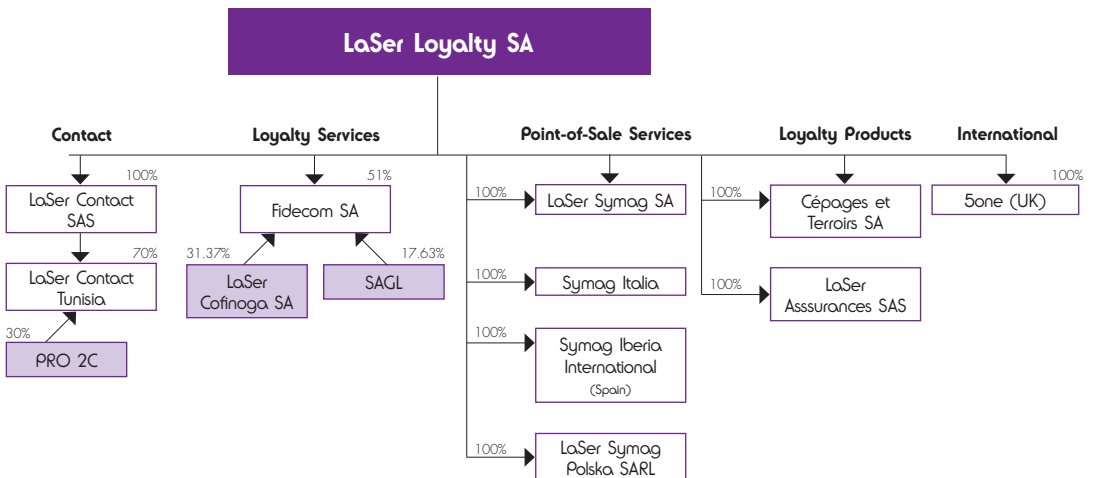 LaSer Loyalty SA
Contact
Loyalty Services
Point-of-Sale Services
Loyalty Products
International
100%
LaSer Contact
SAS
70%
LaSer Contact
Tunisia
30%
PRO 2C
51%
Fidecom SA
31.37%
LaSer
Cofinoga SA
17.63%
SAGL
100%
LaSer Symag SA
100%
Symag Italia
100%
Symag Iberia
International
(Spain)
100%
LaSer Symag
Polska SARL
100%
Cépages et
Terroirs SA
100%
LaSer
Asssurances SAS
100%
5one (UK)